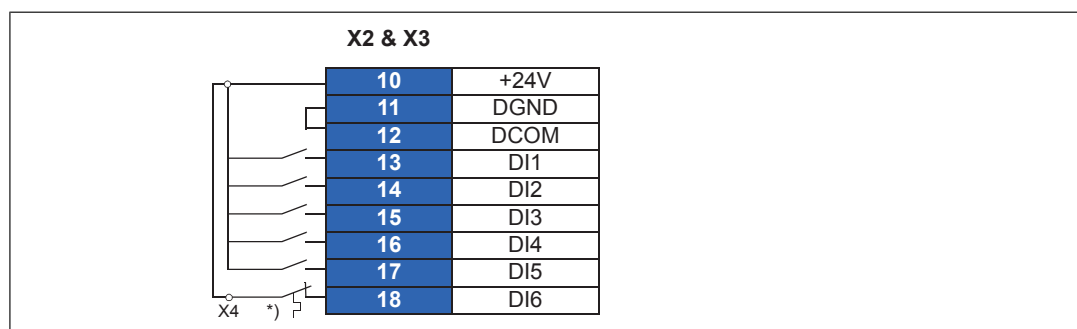 X2 & X3
10 +24V
11 DGND
12 DCOM
13 DI1
14 DI2
15 DI3
16 DI4
17 DI5
18 DI6
X4 *)